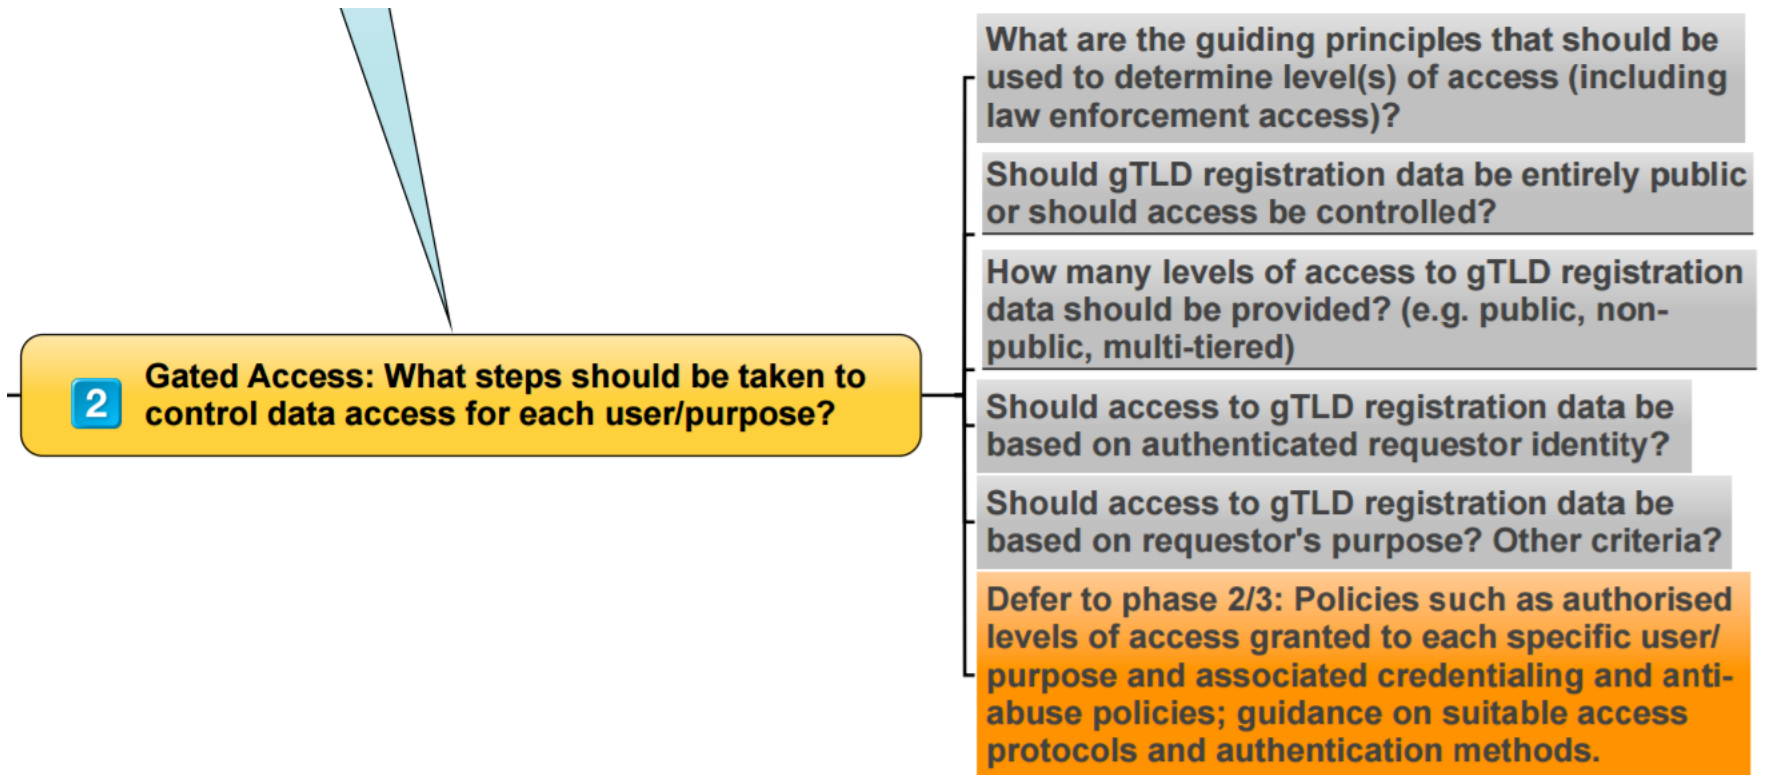 What are the guiding principles that should be
used to determine level(s) of access (including
law enforcement access)?
Should gTLD registration data be entirely public
or should access be controlled?
How many levels of access to gTLD registration
data should be provided? (e.g. public, non-
public, multi-tiered)
2
Gated Access: What steps should be taken to
control data access for each user/purpose?
Should access to gTLD registration data be
based on authenticated requestor identity?
Should access to gTLD registration data be
based on requestor's purpose? Other criteria?
Defer to phase 2/3: Policies such as authorised
levels of access granted to each specific user/
purpose and associated credentialing and anti-
abuse policies; guidance on suitable access
protocols and authentication methods.